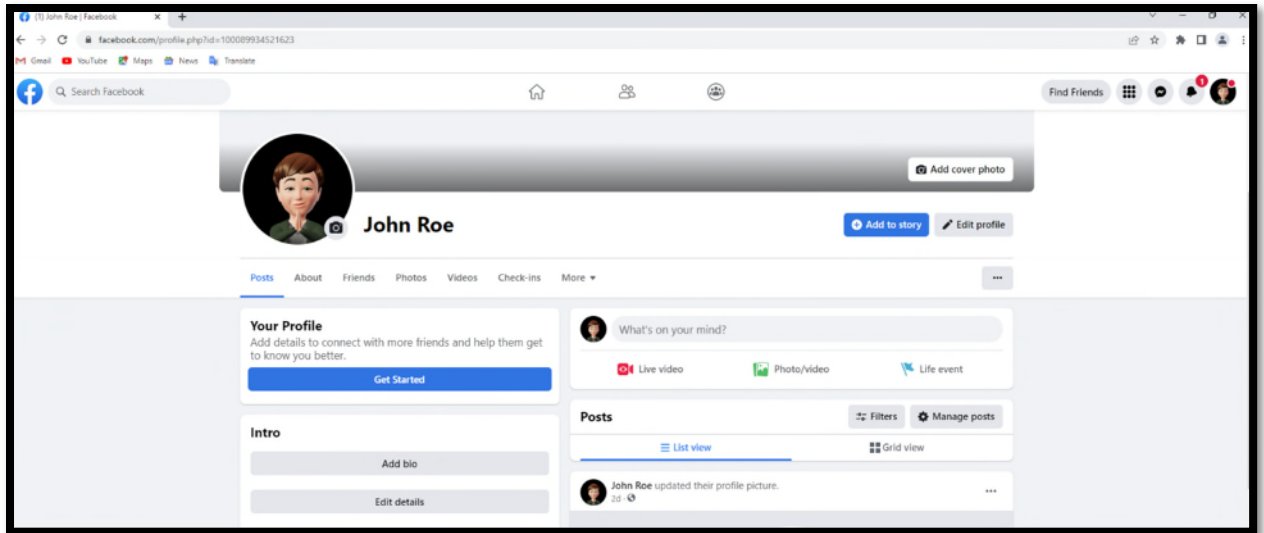 (1) John Roe | Facebook
facebook.com/profile.php?id=100089934521623
Gmail YouTube Maps News Translate
Search Facebook
Find Friends
1
Add cover photo
John Roe
Add to story Edit profile
Posts About Friends Photos Videos Check-ins More
Your Profile
Add details to connect with more friends and help them get
to know you better.
Get Started
Intro
Add bio
Edit details
What's on your mind?
Live video Photo/video Life event
Posts Filters Manage posts
List view Grid view
John Roe updated their profile picture.
2d ·